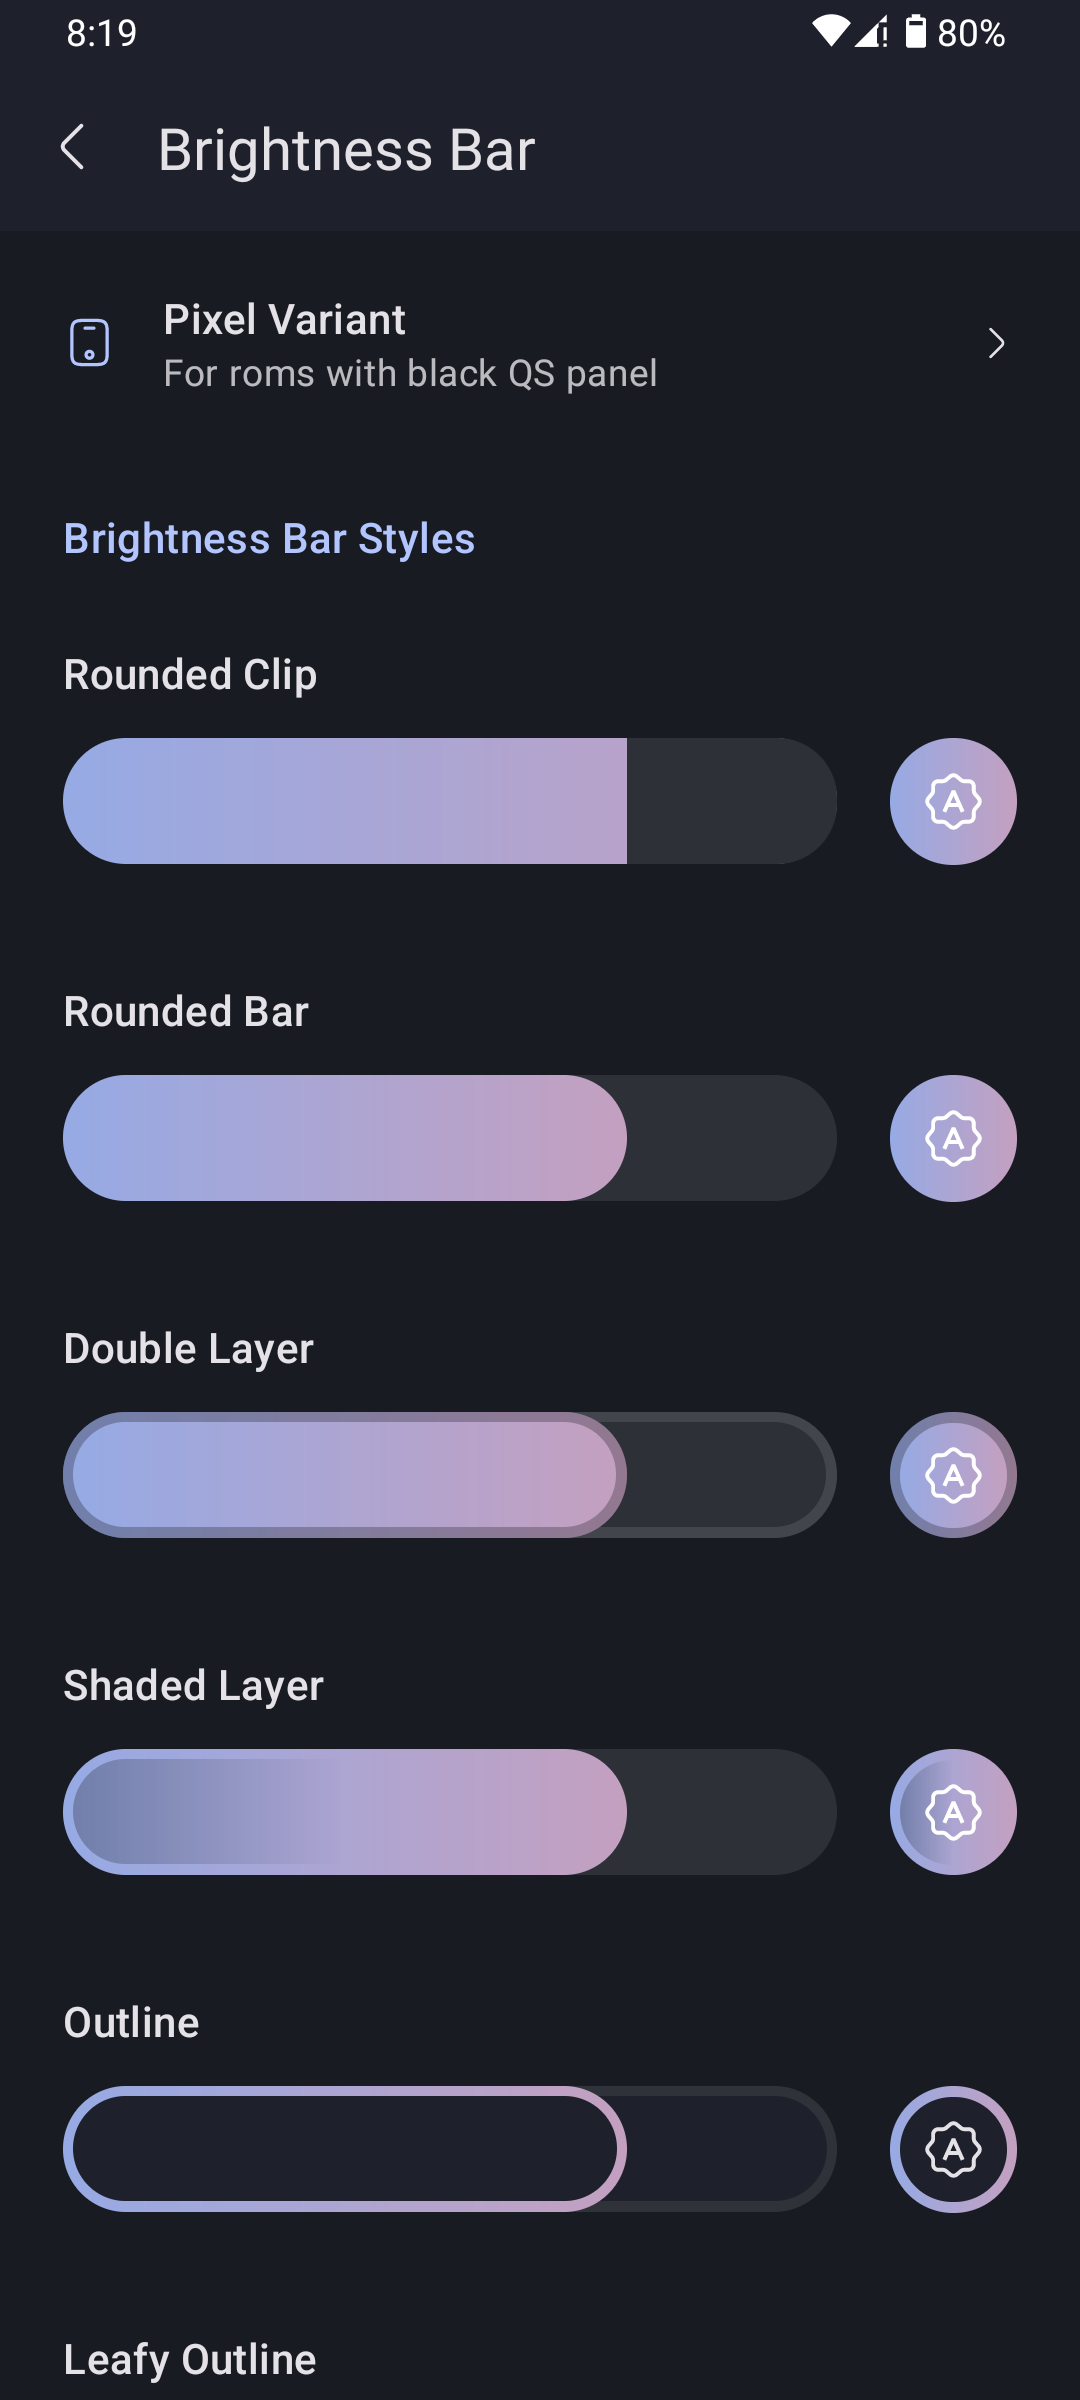 8:19
80%
Brightness Bar
Pixel Variant
For roms with black QS panel
Brightness Bar Styles
Rounded Clip
A
Rounded Bar
A
Double Layer
A
Shaded Layer
A
Outline
A
Leafy Outline